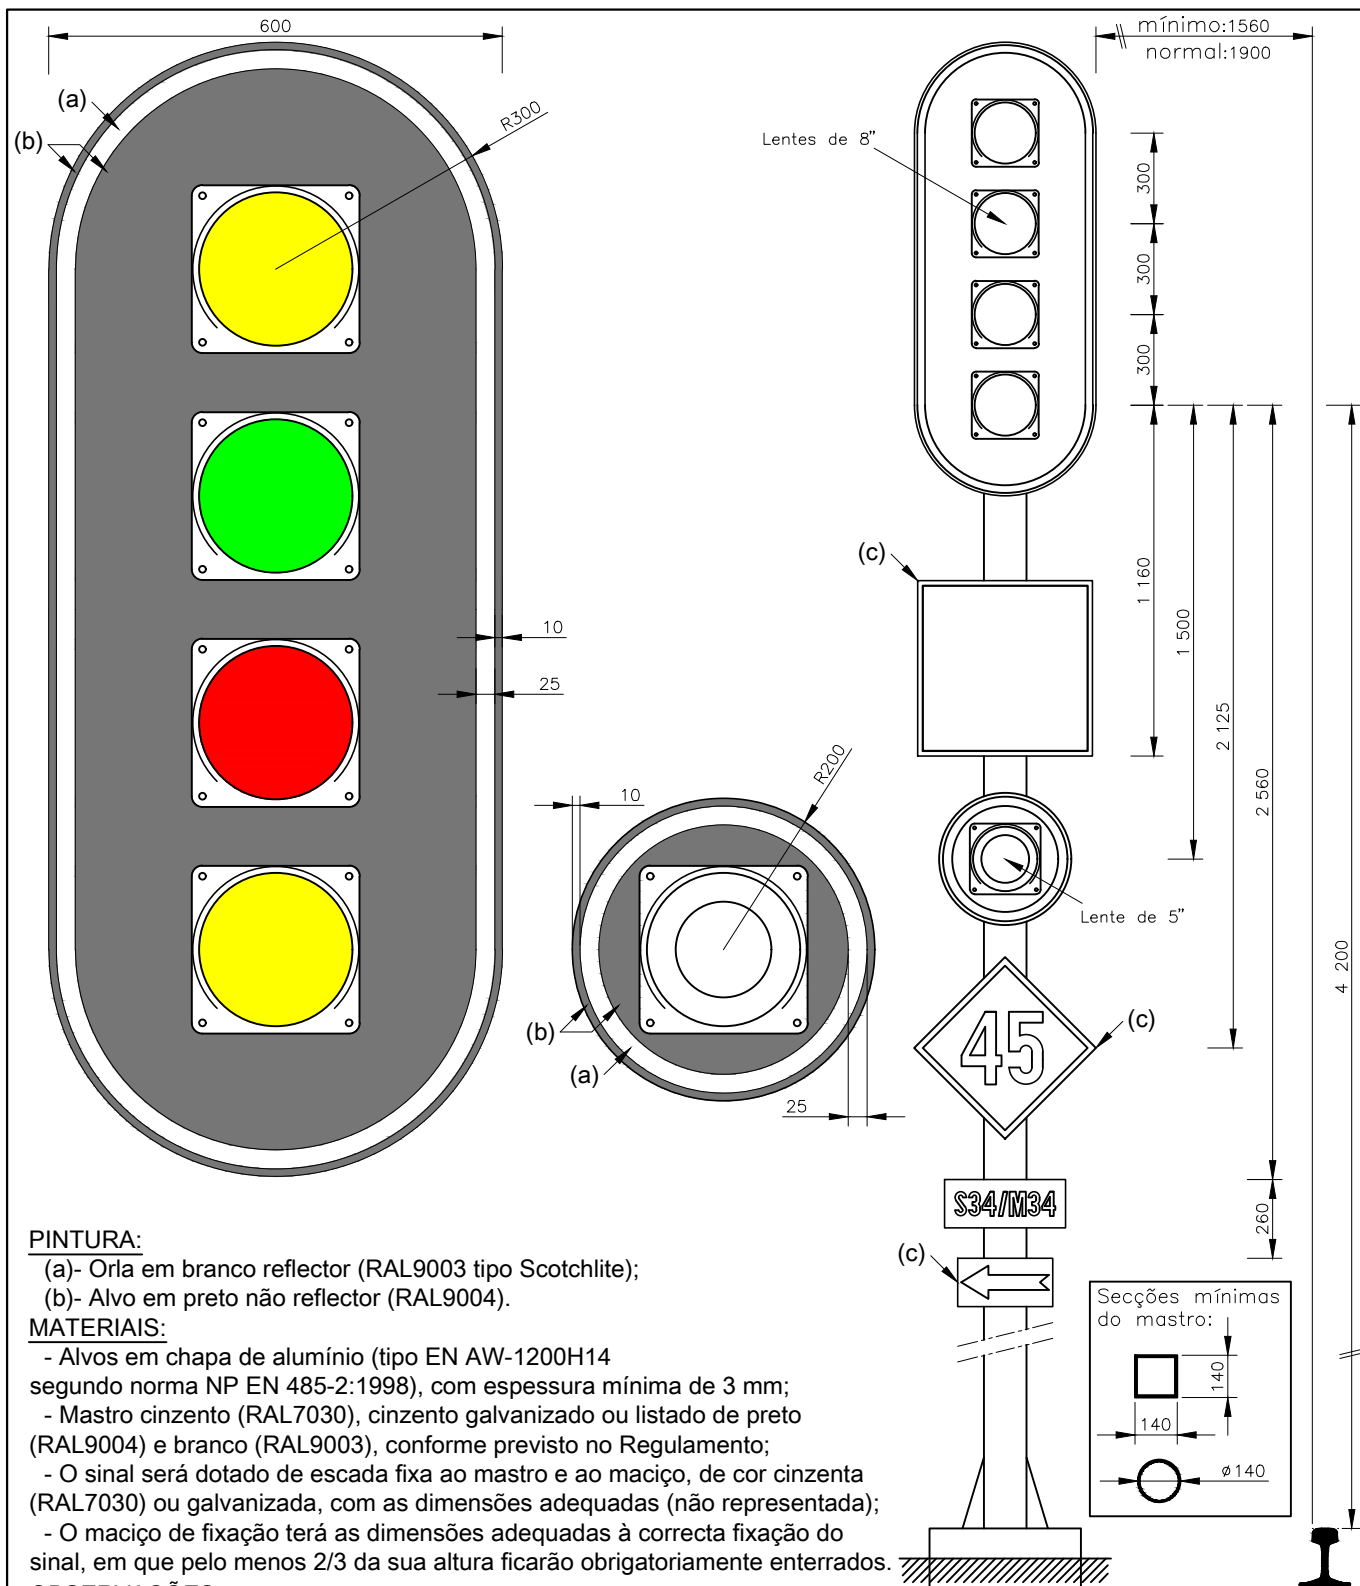 600
mínimo:1560
normal:1900
(a)
(b)
R300
Lentes de 8"
300
300
300
(c)
1 160
1 500
2 125
2 560
4 200
10
25
10
R200
Lente de 5"
(b)
(a)
25
45
(c)
S34/M34
260
(c)
Secções mínimas
do mastro:
140
140
ø140
PINTURA:
(a)- Orla em branco reflector (RAL9003 tipo Scotchlite);
(b)- Alvo em preto não reflector (RAL9004).
MATERIAIS:
- Alvos em chapa de alumínio (tipo EN AW-1200H14
segundo norma NP EN 485-2:1998), com espessura mínima de 3 mm;
- Mastro cinzento (RAL7030), cinzento galvanizado ou listado de preto
(RAL9004) e branco (RAL9003), conforme previsto no Regulamento;
- O sinal será dotado de escada fixa ao mastro e ao maciço, de cor cinzenta
(RAL7030) ou galvanizada, com as dimensões adequadas (não representada);
- O maciço de fixação terá as dimensões adequadas à correcta fixação do
sinal, em que pelo menos 2/3 da sua altura ficarão obrigatoriamente enterrados.